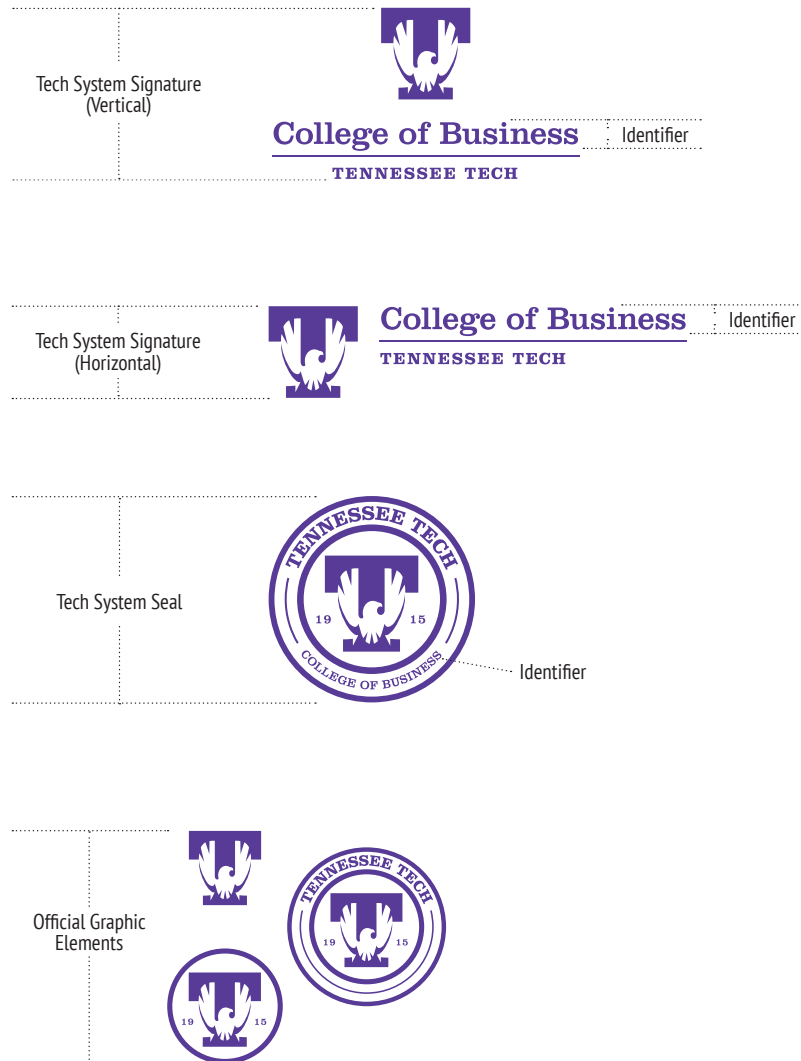 Tech System Signature
(Vertical)
College of Business
Identifier
TENNESSEE TECH
Tech System Signature
(Horizontal)
College of Business
Identifier
TENNESSEE TECH
Tech System Seal
TENNESSEE TECH
19 15
COLLEGE OF BUSINESS
Identifier
Official Graphic
Elements
TENNESSEE TECH
19 15
19 15